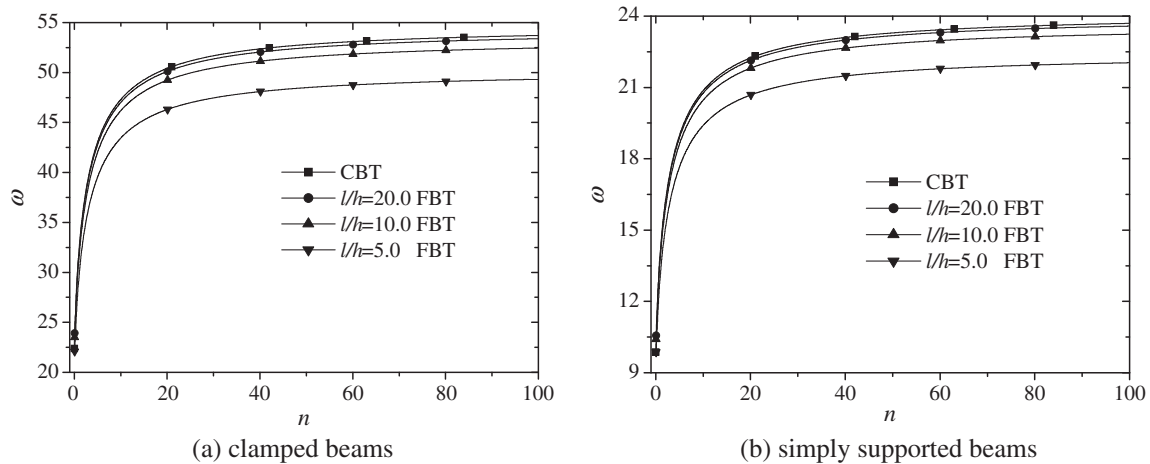 55
50
45
40
35
30
25
20
ω
CBT
l/h=20.0 FBT
l/h=10.0 FBT
l/h=5.0 FBT
0 20 40 60 80 100
n
(a) clamped beams
24
21
18
15
12
9
ω
CBT
l/h=20.0 FBT
l/h=10.0 FBT
l/h=5.0 FBT
0 20 40 60 80 100
n
(b) simply supported beams